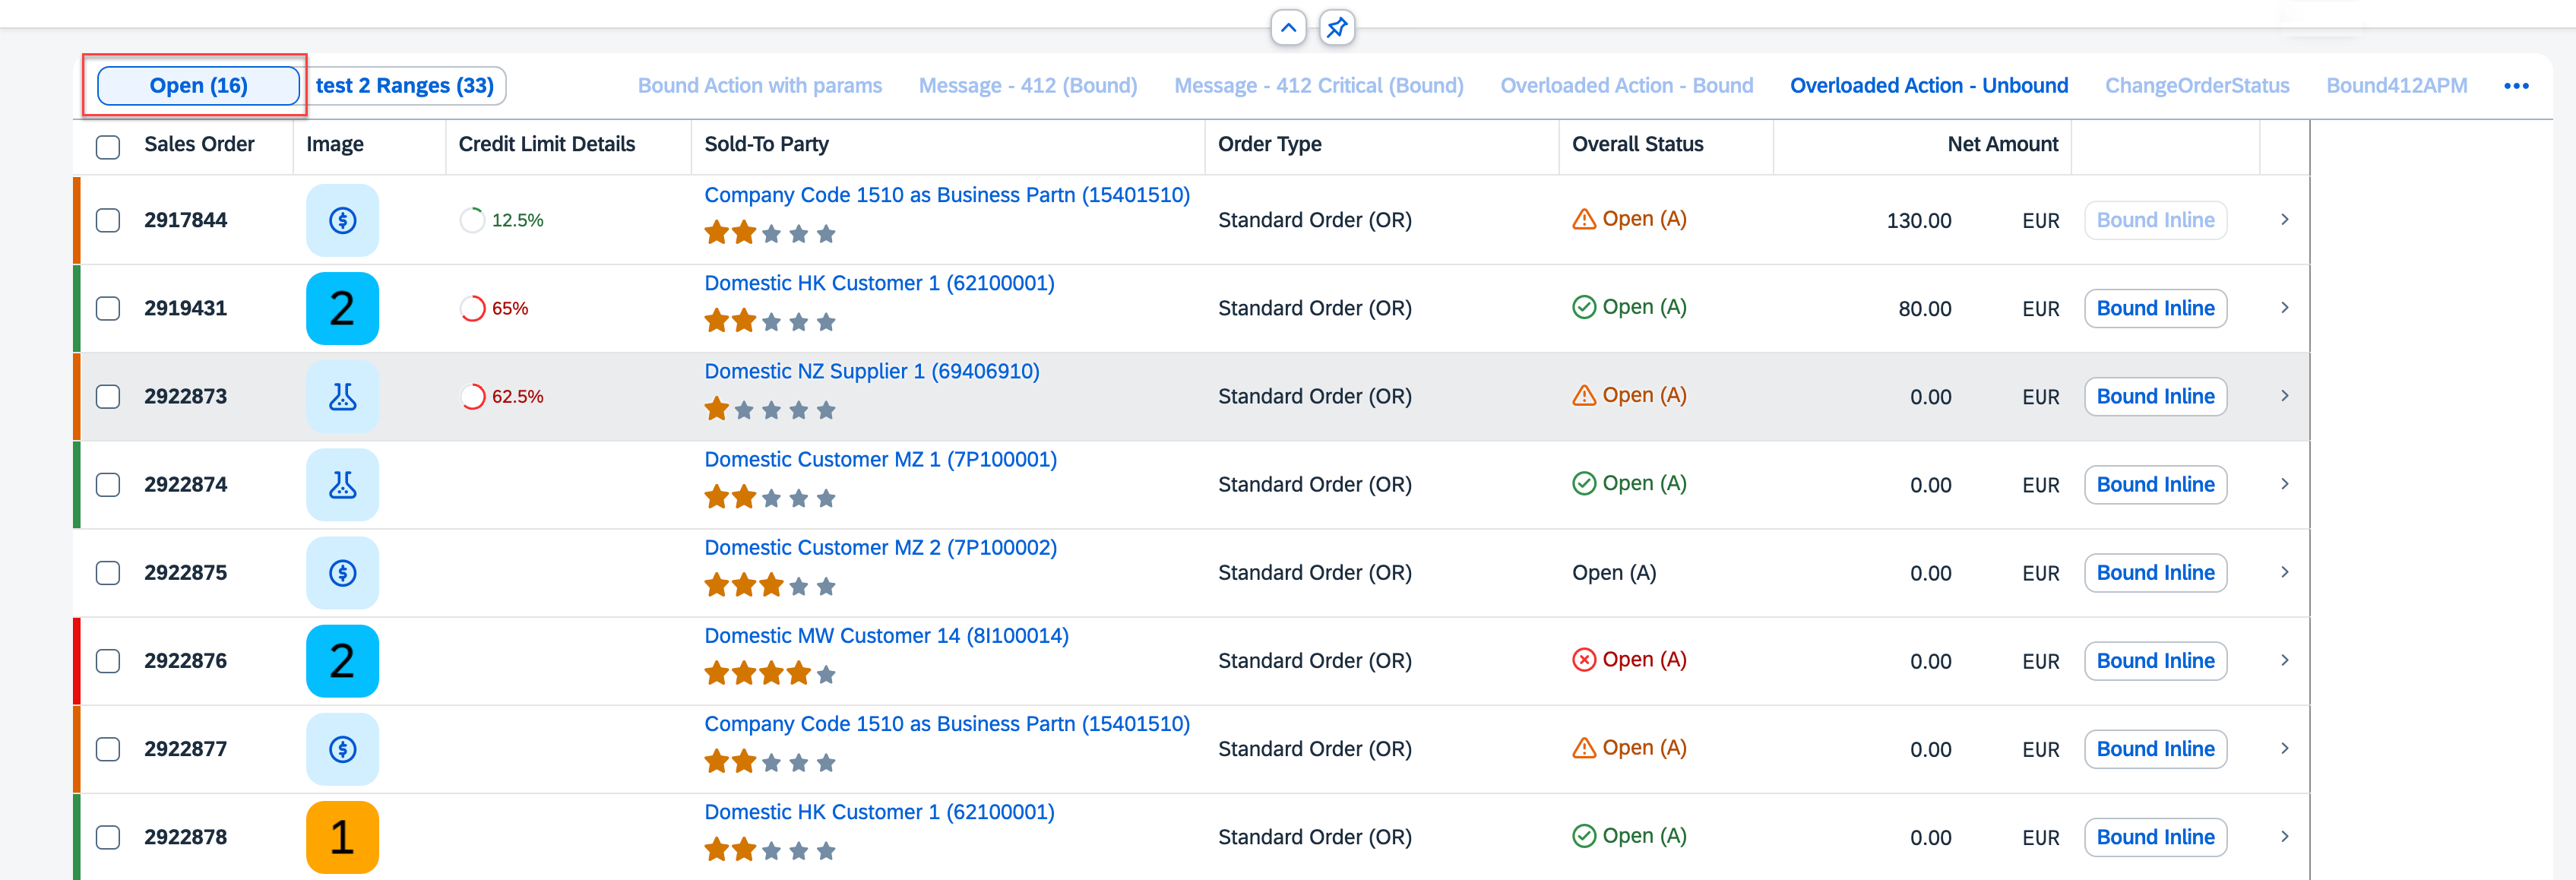 Open (16) test 2 Ranges (33) Bound Action with params Message - 412 (Bound) Message - 412 Critical (Bound) Overloaded Action - Bound Overloaded Action - Unbound ChangeOrderStatus Bound412APM
Sales Order Image Credit Limit Details Sold-To Party Order Type Overall Status Net Amount
Company Code 1510 as Business Partn (15401510)
2917844 12.5% Standard Order (OR) Open (A) 130.00 EUR Bound Inline
Domestic HK Customer 1 (62100001)
2919431 2 65% Standard Order (OR) Open (A) 80.00 EUR Bound Inline
Domestic NZ Supplier 1 (69406910)
2922873 62.5% Standard Order (OR) Open (A) 0.00 EUR Bound Inline
Domestic Customer MZ 1 (7P100001)
2922874 Standard Order (OR) Open (A) 0.00 EUR Bound Inline
Domestic Customer MZ 2 (7P100002)
2922875 Standard Order (OR) Open (A) 0.00 EUR Bound Inline
Domestic MW Customer 14 (8I100014)
2922876 2 Standard Order (OR) Open (A) 0.00 EUR Bound Inline
Company Code 1510 as Business Partn (15401510)
2922877 Standard Order (OR) Open (A) 0.00 EUR Bound Inline
Domestic HK Customer 1 (62100001)
2922878 1 Standard Order (OR) Open (A) 0.00 EUR Bound Inline